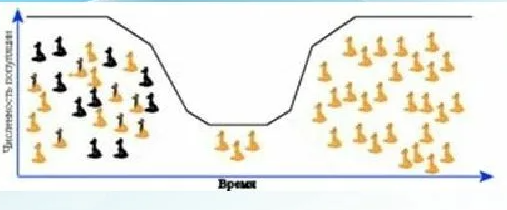 Численность популяции
Время